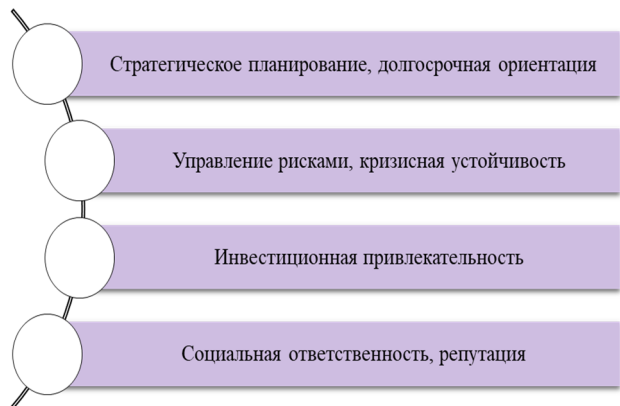 Стратегическое планирование, долгосрочная ориентация
Управление рисками, кризисная устойчивость
Инвестиционная привлекательность
Социальная ответственность, репутация